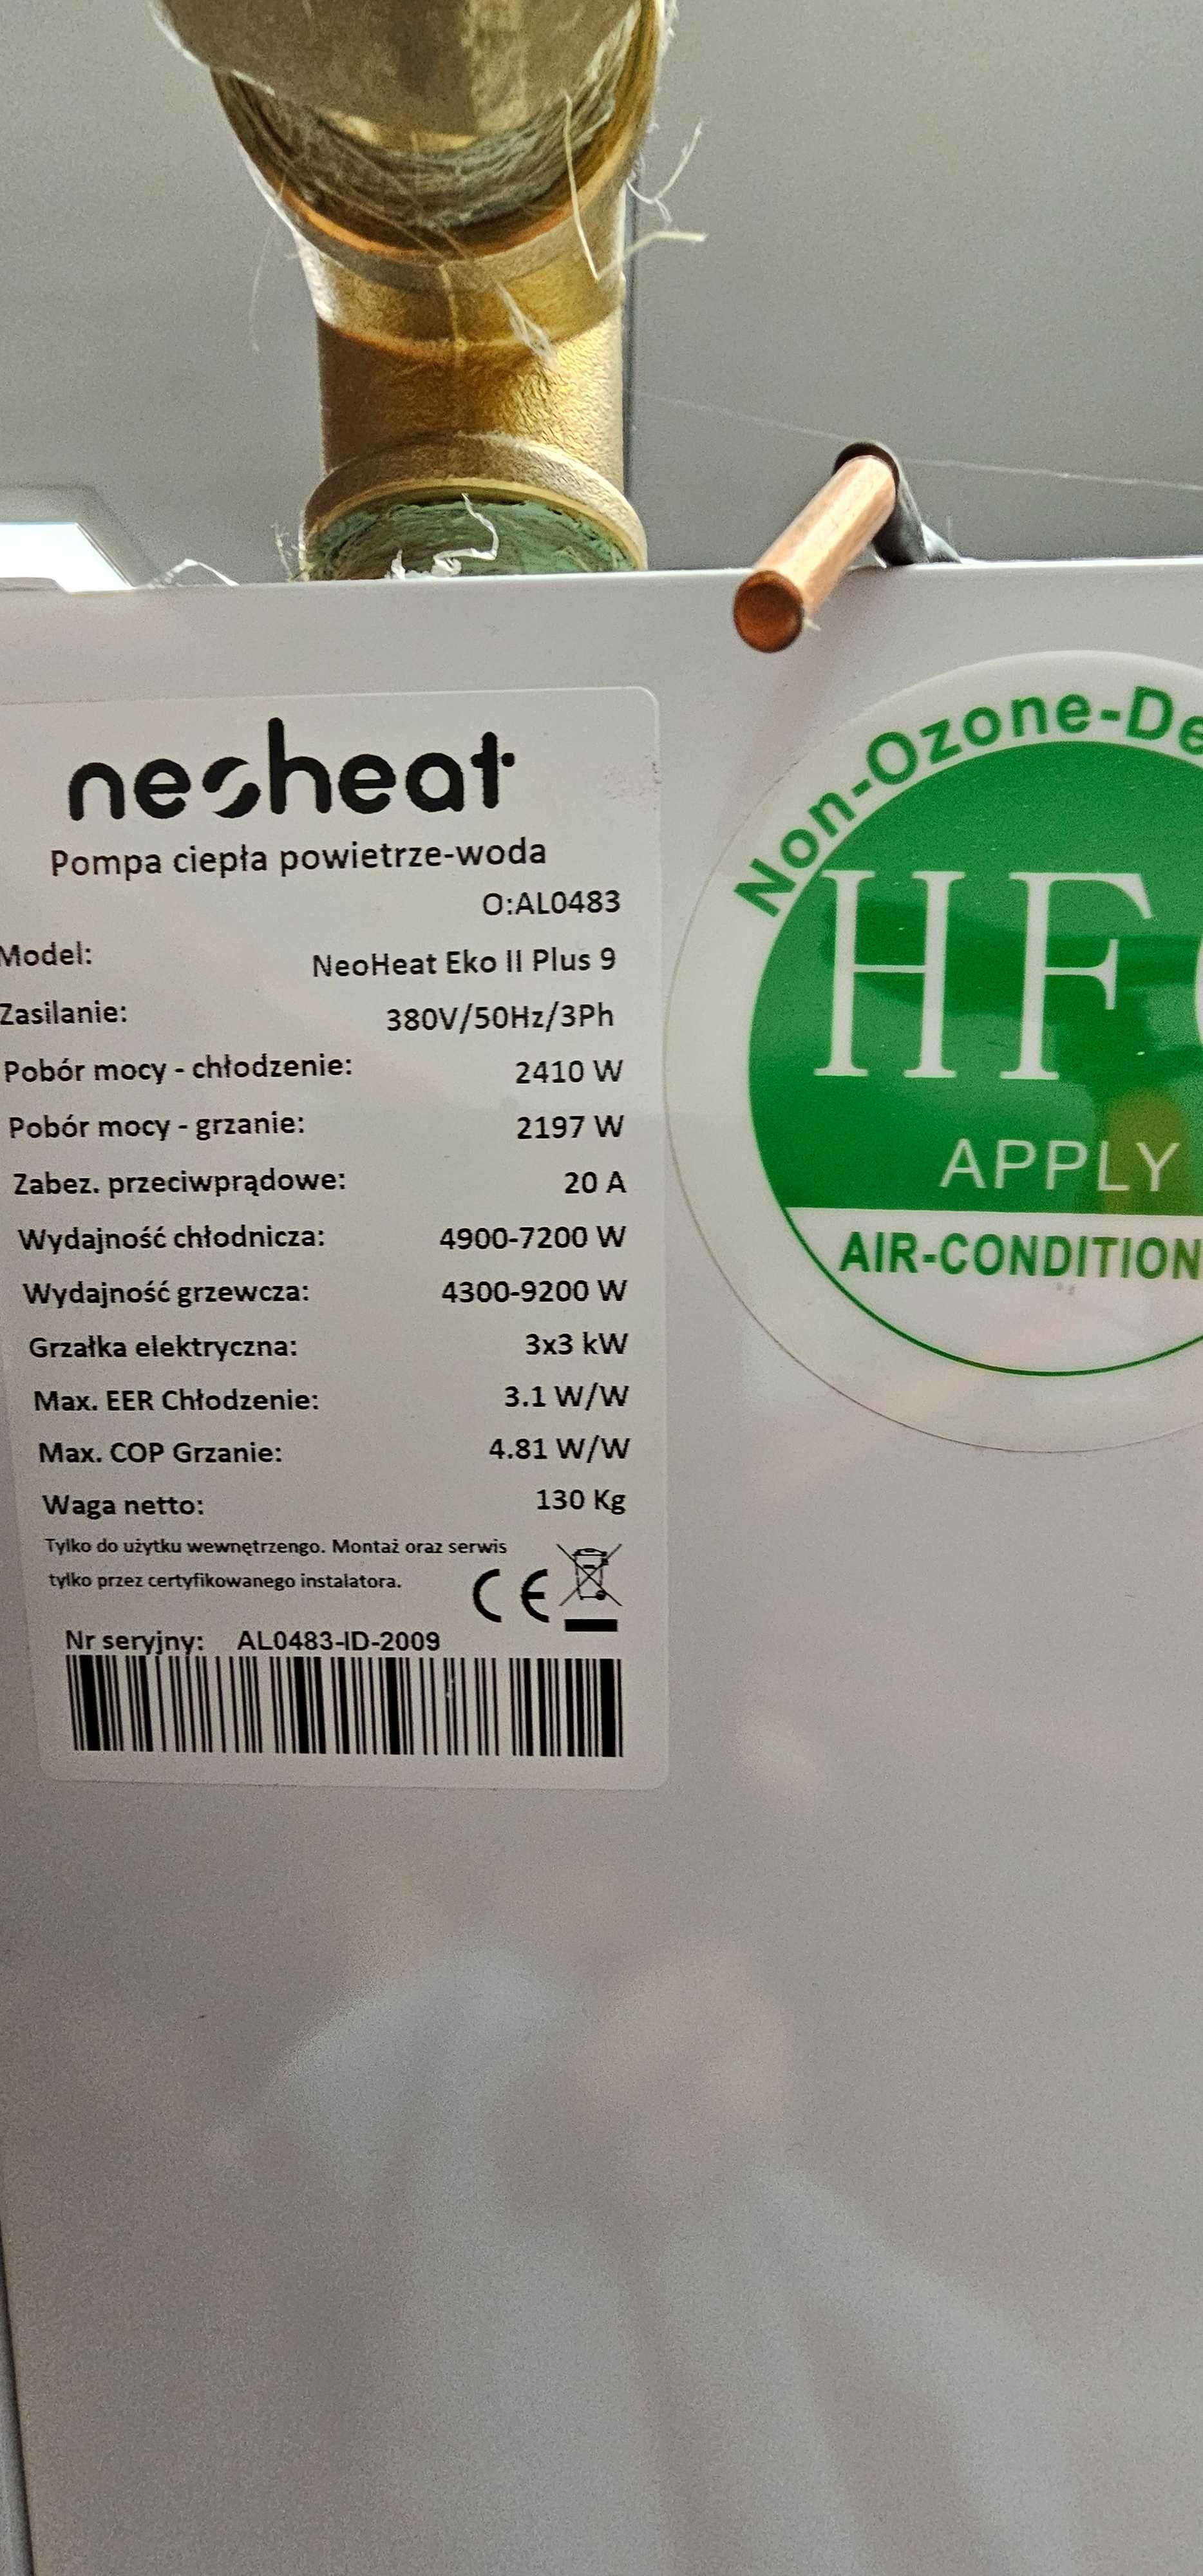 neoheat
Pompa ciepła powietrze-woda
O:AL0483
Model: NeoHeat Eko II Plus 9
Zasilanie: 380V/50Hz/3Ph
Pobór mocy - chłodzenie: 2410 W
Pobór mocy - grzanie: 2197 W
Zabez. przeciwprądowe: 20 A
Wydajność chłodnicza: 4900-7200 W
Wydajność grzewcza: 4300-9200 W
Grzałka elektryczna: 3x3 kW
Max. EER Chłodzenie: 3.1 W/W
Max. COP Grzanie: 4.81 W/W
Waga netto: 130 Kg
Tylko do użytku wewnętrzengo. Montaż oraz serwis
tylko przez certyfikowanego instalatora.
CE
Nr seryjny: AL0483-ID-2009
Non-Ozone-De
HF
APPLY
AIR-CONDITION